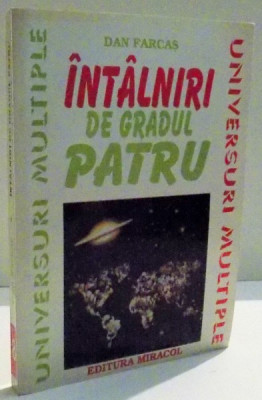 DAN FARCAS
ÎNTÂLNIRI
DE GRADUL
PATRU
UNIVERSURI MULTIPLE
UNIVERSURI MULTIPLE
EDITURA MIRACOL